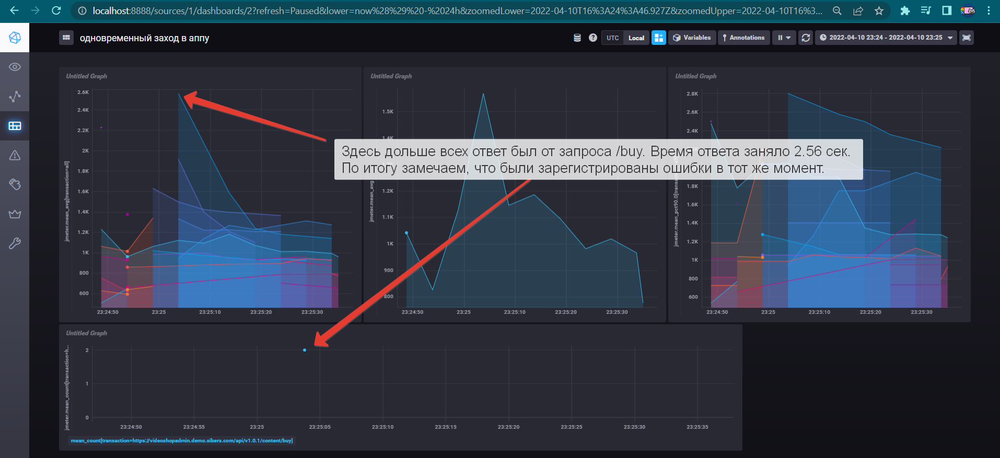 localhost:8888/sources/1/dashboards/2?refresh=Paused&lower=now%28%29%20-%2024h&zoomedLower=2022-04-10T16%3A24%3A46.927Z&zoomedUpper=2022-04-10T16%3...
одновременный заход в аппу
UTC
Local
Variables
Annotations
2022-04-10 23:24 - 2022-04-10 23:25
Untitled Graph
jmeter.mean_avg[transaction=all]
2.6K
2.4K
2.2K
2K
1.8K
1.6K
1.4K
1.2K
1K
800
600
23:24:50
23:25
23:25:10
23:25:20
23:25:30
Untitled Graph
jmeter.mean_avg
1.5K
1.4K
1.2K
1.1K
1K
900
800
23:24:50
23:25
23:25:10
23:25:20
23:25:30
Untitled Graph
jmeter.mean_pct90.0[transaction=all]
2.8K
2.6K
2.4K
1.8K
1.6K
1.4K
1.2K
1K
800
600
23:24:50
23:25
23:25:10
23:25:20
23:25:30
Здесь дольше всех ответ был от запроса /buy. Время ответа заняло 2.56 сек.
По итогу замечаем, что были зарегистрированы ошибки в тот же момент.
Untitled Graph
jmeter.mean_count[transaction=h...
2
1
0
23:24:50
23:24:55
23:25
23:25:05
23:25:10
23:25:15
23:25:20
23:25:25
23:25:30
23:25:35
mean_count[transaction=https://videoshopadmin.demo.sibers.com/api/v1.0.1/content/buy]